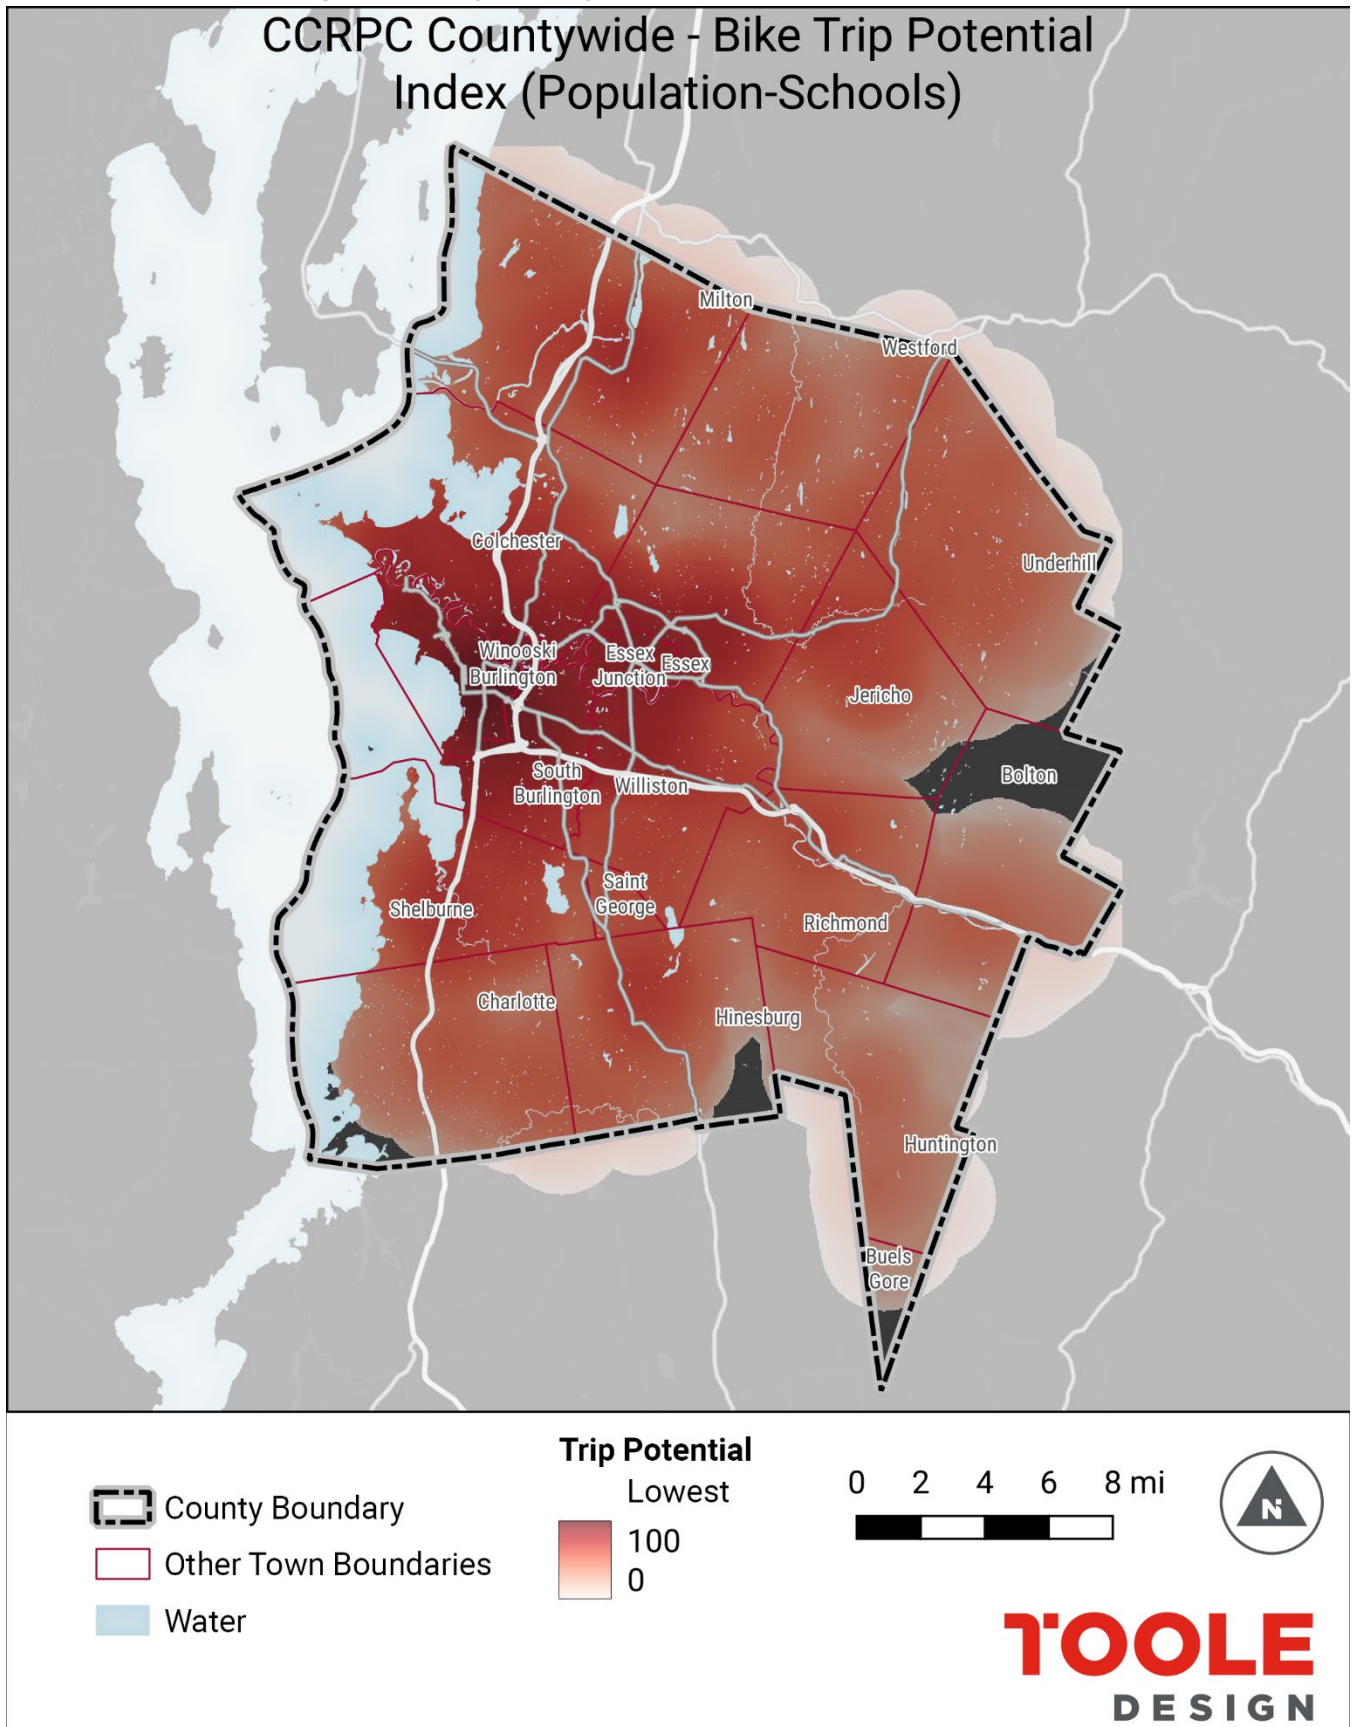 CCRPC Countywide - Bike Trip Potential
Index (Population-Schools)
Milton
Westford
Colchester
Underhill
Winooski
Burlington
Essex
Junction
Essex
Jericho
Bolton
South
Burlington
Williston
Saint
George
Shelburne
Richmond
Charlotte
Hinesburg
Huntington
Buels
Gore
County Boundary
Other Town Boundaries
Water
Trip Potential
Lowest
100
0
0 2 4 6 8 mi
N
TOOLE
DESIGN